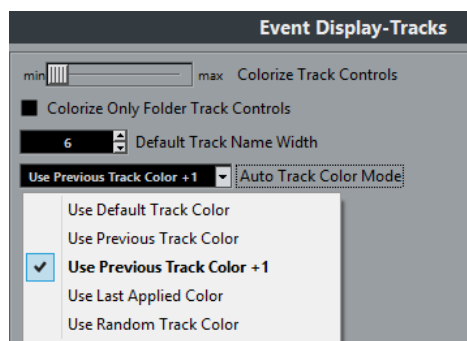 Event Display-Tracks
min max Colorize Track Controls
Colorize Only Folder Track Controls
6 Default Track Name Width
Use Previous Track Color +1 Auto Track Color Mode
Use Default Track Color
Use Previous Track Color
Use Previous Track Color +1
Use Last Applied Color
Use Random Track Color